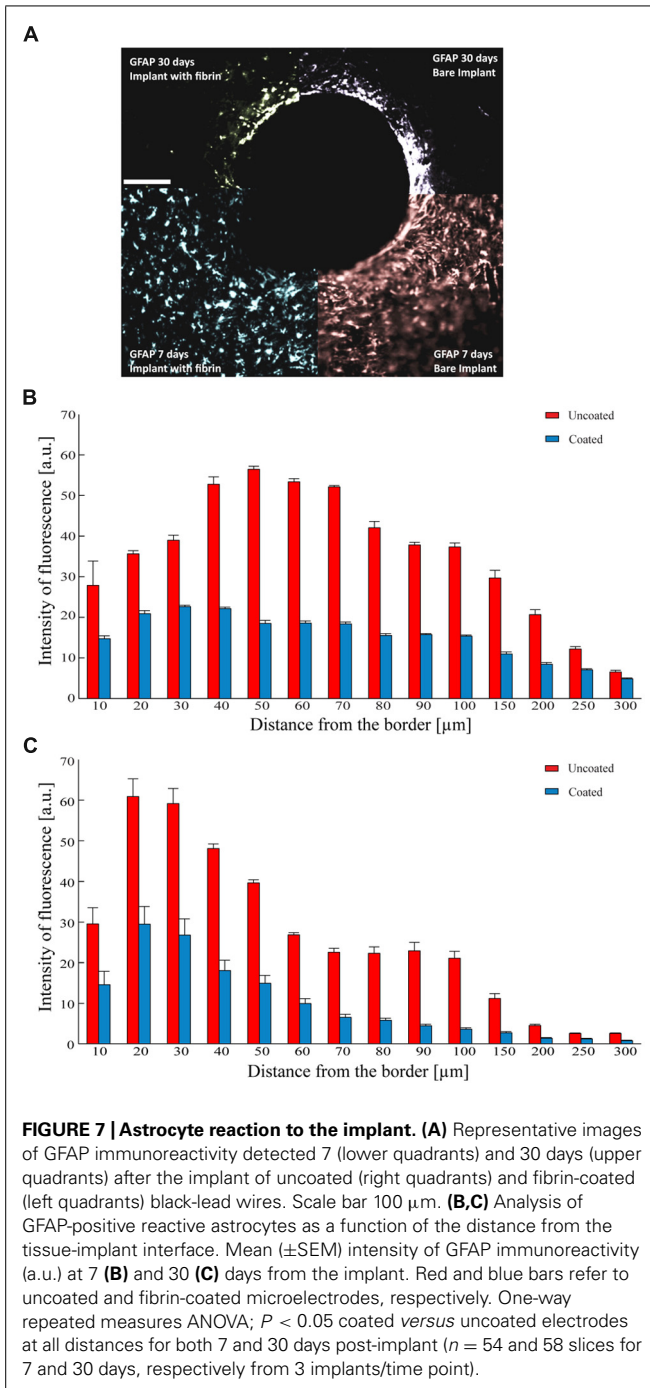 A
GFAP 30 days
Implant with fibrin
GFAP 30 days
Bare Implant
GFAP 7 days
Implant with fibrin
GFAP 7 days
Bare Implant
B
70
60
50
40
30
20
10
0
Intensity of fluorescence [a.u.]
Uncoated
Coated
10 20 30 40 50 60 70 80 90 100 150 200 250 300
Distance from the border [µm]
C
70
60
50
40
30
20
10
0
Intensity of fluorescence [a.u.]
Uncoated
Coated
10 20 30 40 50 60 70 80 90 100 150 200 250 300
Distance from the border [µm]
FIGURE 7 | Astrocyte reaction to the implant. (A) Representative images
of GFAP immunoreactivity detected 7 (lower quadrants) and 30 days (upper
quadrants) after the implant of uncoated (right quadrants) and fibrin-coated
(left quadrants) black-lead wires. Scale bar 100 µm. (B,C) Analysis of
GFAP-positive reactive astrocytes as a function of the distance from the
tissue-implant interface. Mean (±SEM) intensity of GFAP immunoreactivity
(a.u.) at 7 (B) and 30 (C) days from the implant. Red and blue bars refer to
uncoated and fibrin-coated microelectrodes, respectively. One-way
repeated measures ANOVA; P < 0.05 coated versus uncoated electrodes
at all distances for both 7 and 30 days post-implant (n = 54 and 58 slices for
7 and 30 days, respectively from 3 implants/time point).